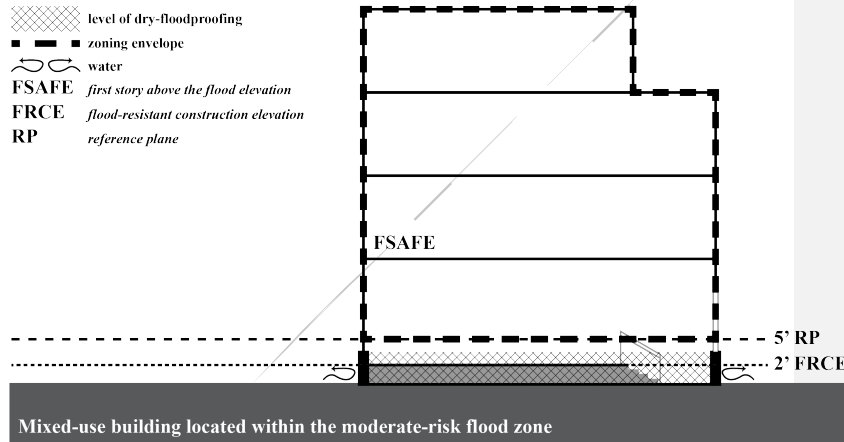 level of dry-floodproofing
zoning envelope
water
FSAFE first story above the flood elevation
FRCE flood-resistant construction elevation
RP reference plane
FSAFE
5’ RP
2’ FRCE
Mixed-use building located within the moderate-risk flood zone